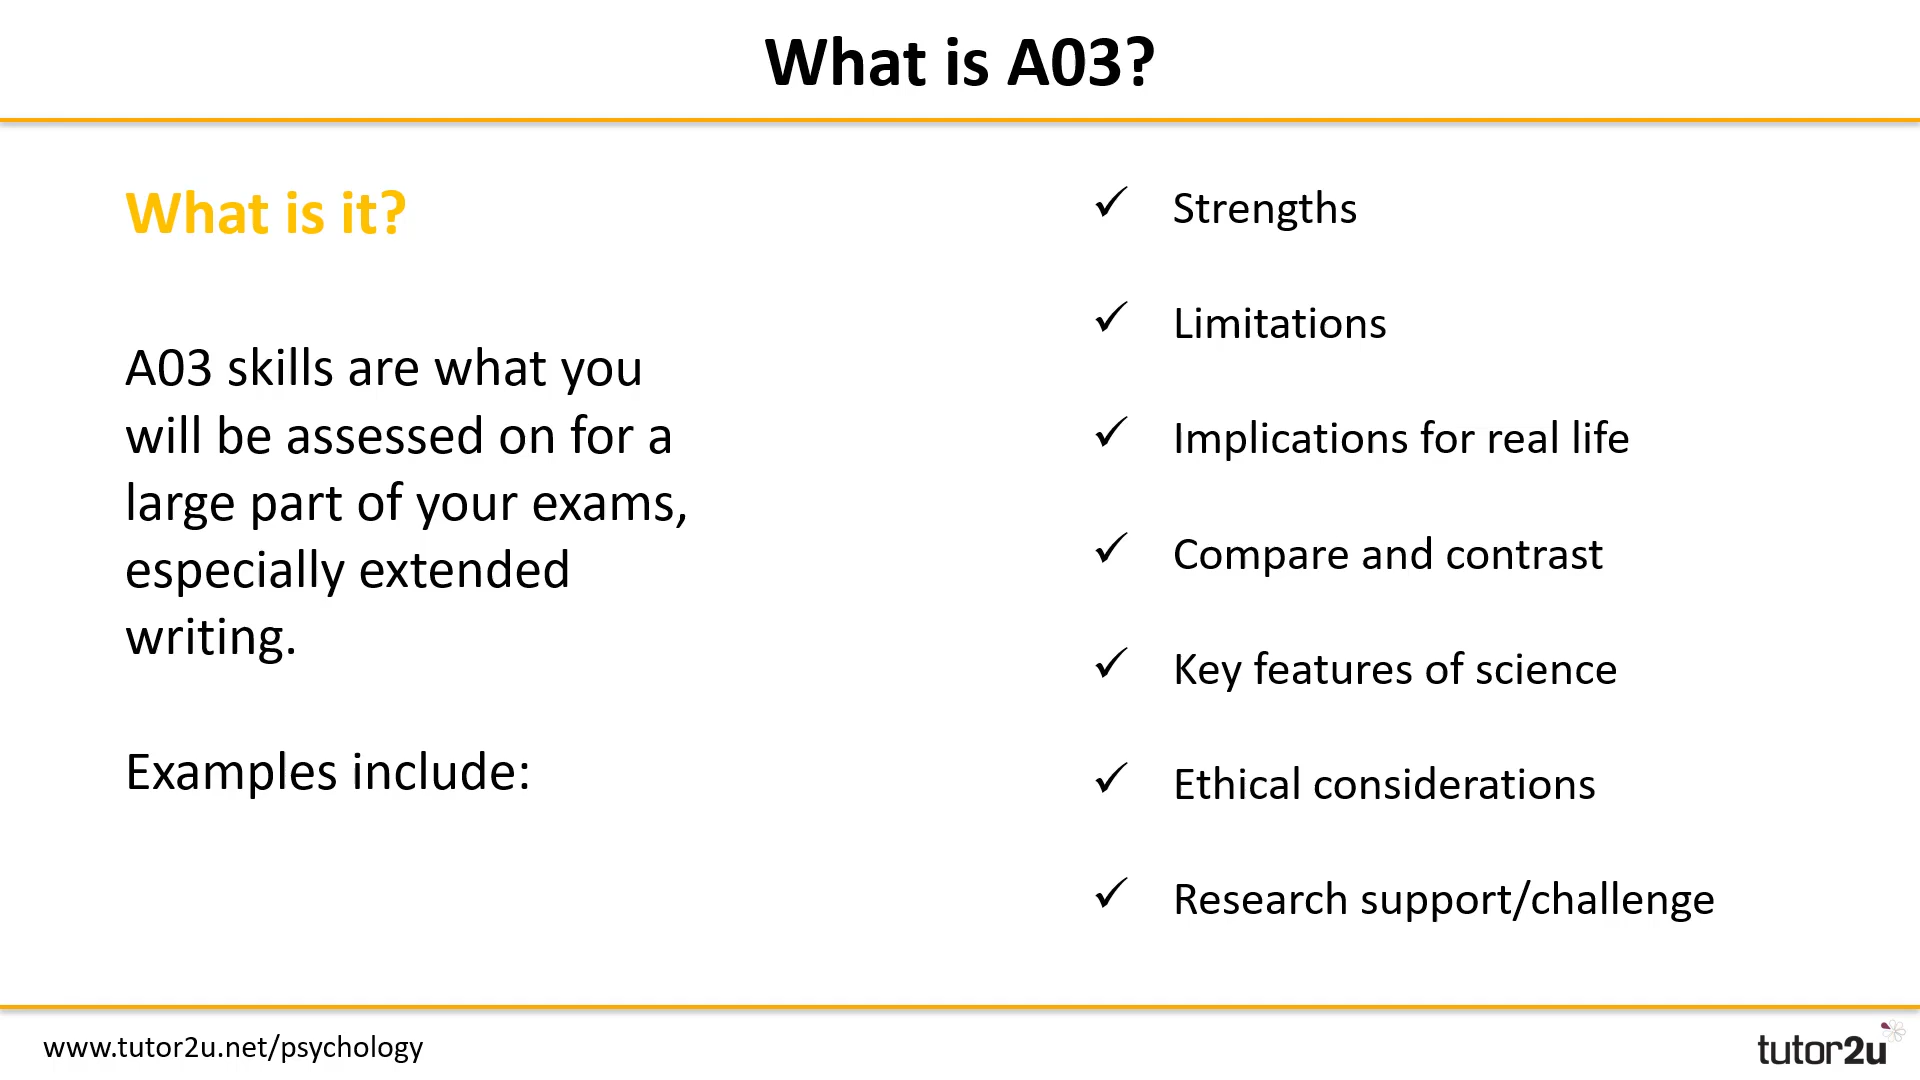 What is A03?
What is it?
A03 skills are what you
will be assessed on for a
large part of your exams,
especially extended
writing.
Examples include:
✓ Strengths
✓ Limitations
✓ Implications for real life
✓ Compare and contrast
✓ Key features of science
✓ Ethical considerations
✓ Research support/challenge
www.tutor2u.net/psychology
tutor2u